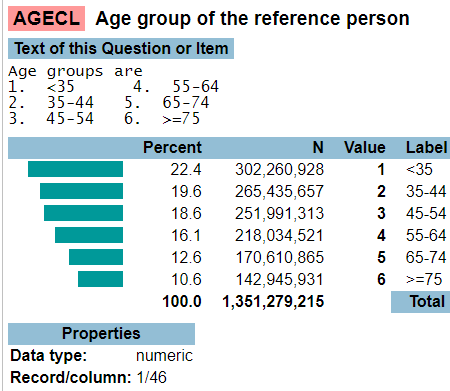 AGECL Age group of the reference person
Text of this Question or Item
Age groups are
1. <35 4. 55-64
2. 35-44 5. 65-74
3. 45-54 6. >=75
Percent N Value Label
22.4 302,260,928 1 <35
19.6 265,435,657 2 35-44
18.6 251,991,313 3 45-54
16.1 218,034,521 4 55-64
12.6 170,610,865 5 65-74
10.6 142,945,931 6 >=75
100.0 1,351,279,215 Total
Properties
Data type: numeric
Record/column: 1/46